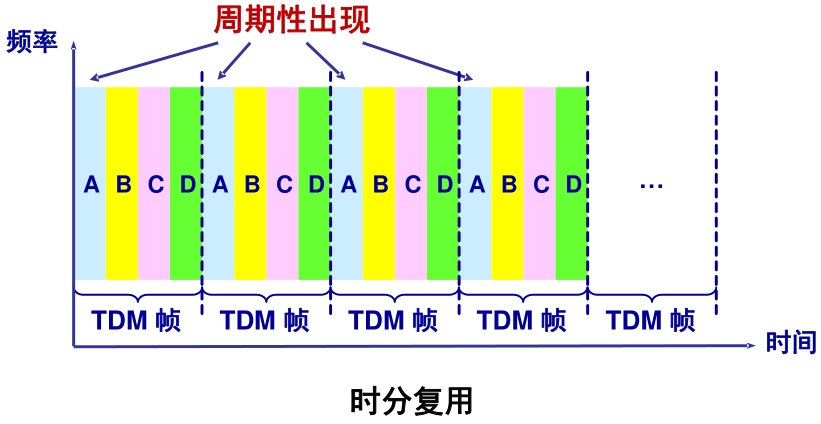 周期性出现
频率
A B C D A B C D A B C D A B C D ...
TDM 帧 TDM 帧 TDM 帧 TDM 帧 TDM 帧
时间
时分复用